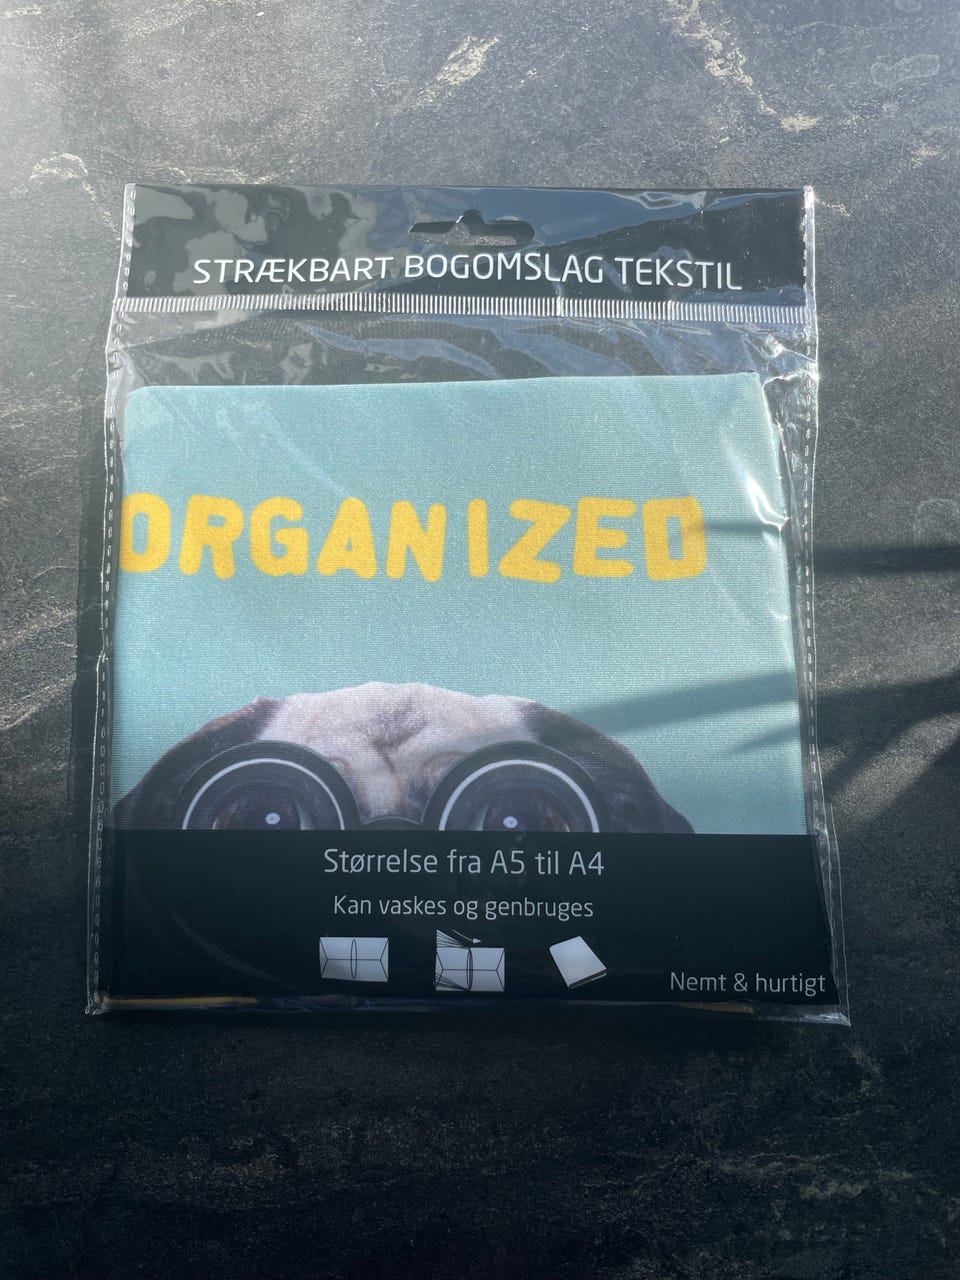 STRÆKBART BOGOMSLAG TEKSTIL
ORGANIZED
Størrelse fra A5 til A4
Kan vaskes og genbruges
Nemt & hurtigt